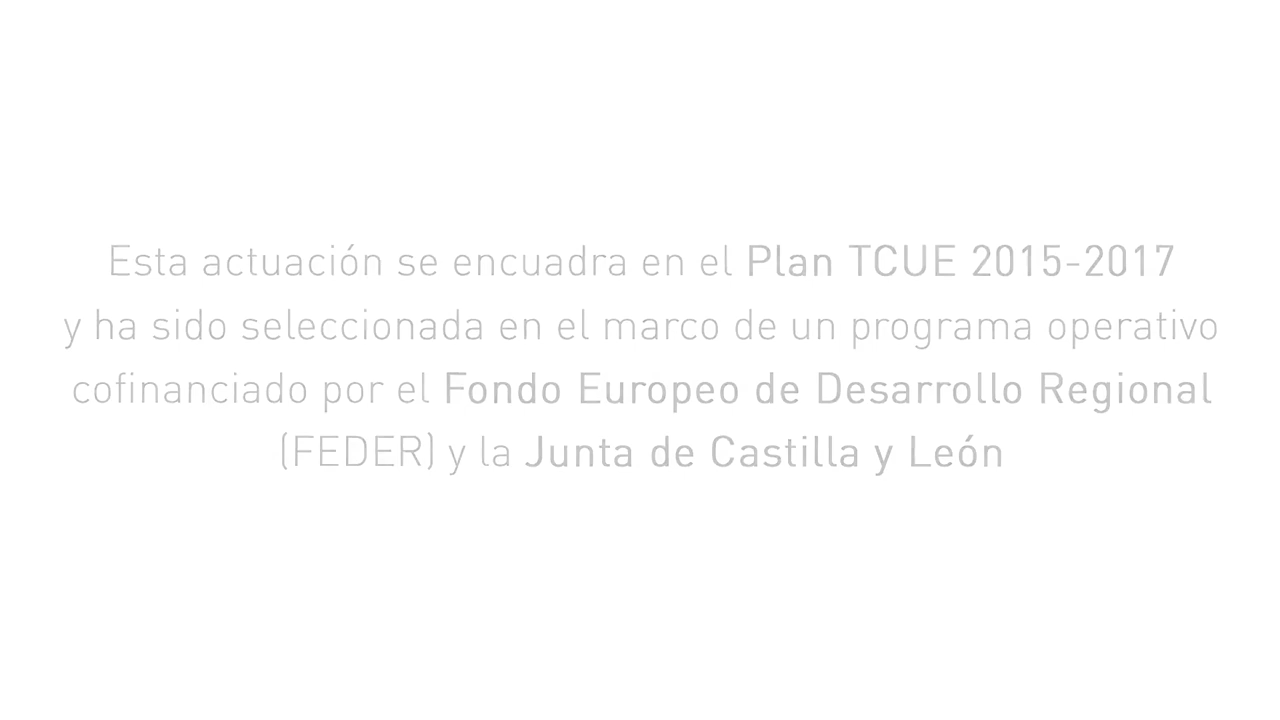 Esta actuación se encuadra en el Plan TCUE 2015-2017
y ha sido seleccionada en el marco de un programa operativo
cofinanciado por el Fondo Europeo de Desarrollo Regional
(FEDER) y la Junta de Castilla y León